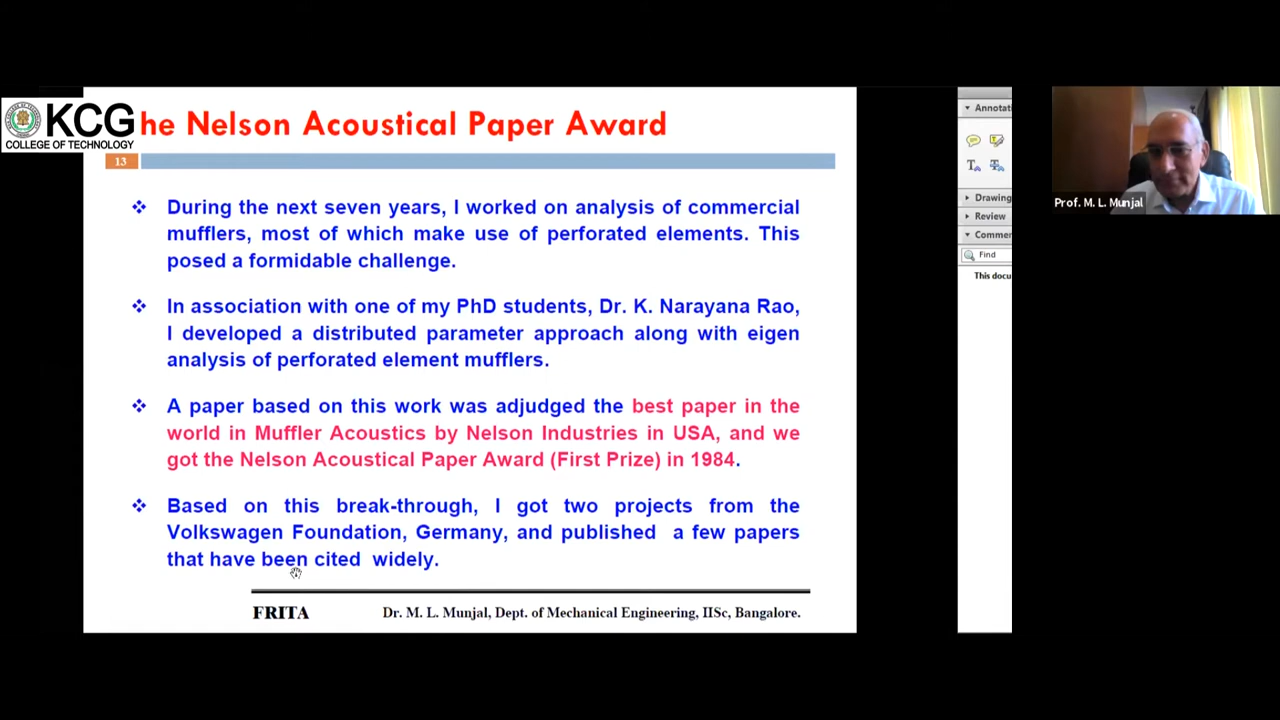 KCG
COLLEGE OF TECHNOLOGY
he Nelson Acoustical Paper Award
13
During the next seven years, I worked on analysis of commercial
mufflers, most of which make use of perforated elements. This
posed a formidable challenge.
In association with one of my PhD students, Dr. K. Narayana Rao,
I developed a distributed parameter approach along with eigen
analysis of perforated element mufflers.
A paper based on this work was adjudged the best paper in the
world in Muffler Acoustics by Nelson Industries in USA, and we
got the Nelson Acoustical Paper Award (First Prize) in 1984.
Based on this break-through, I got two projects from the
Volkswagen Foundation, Germany, and published a few papers
that have been cited widely.
FRITA
Dr. M. L. Munjal, Dept. of Mechanical Engineering, IISc, Bangalore.
Annotati
Drawing
Review
Commer
Find
This docu
Prof. M. L. Munjal